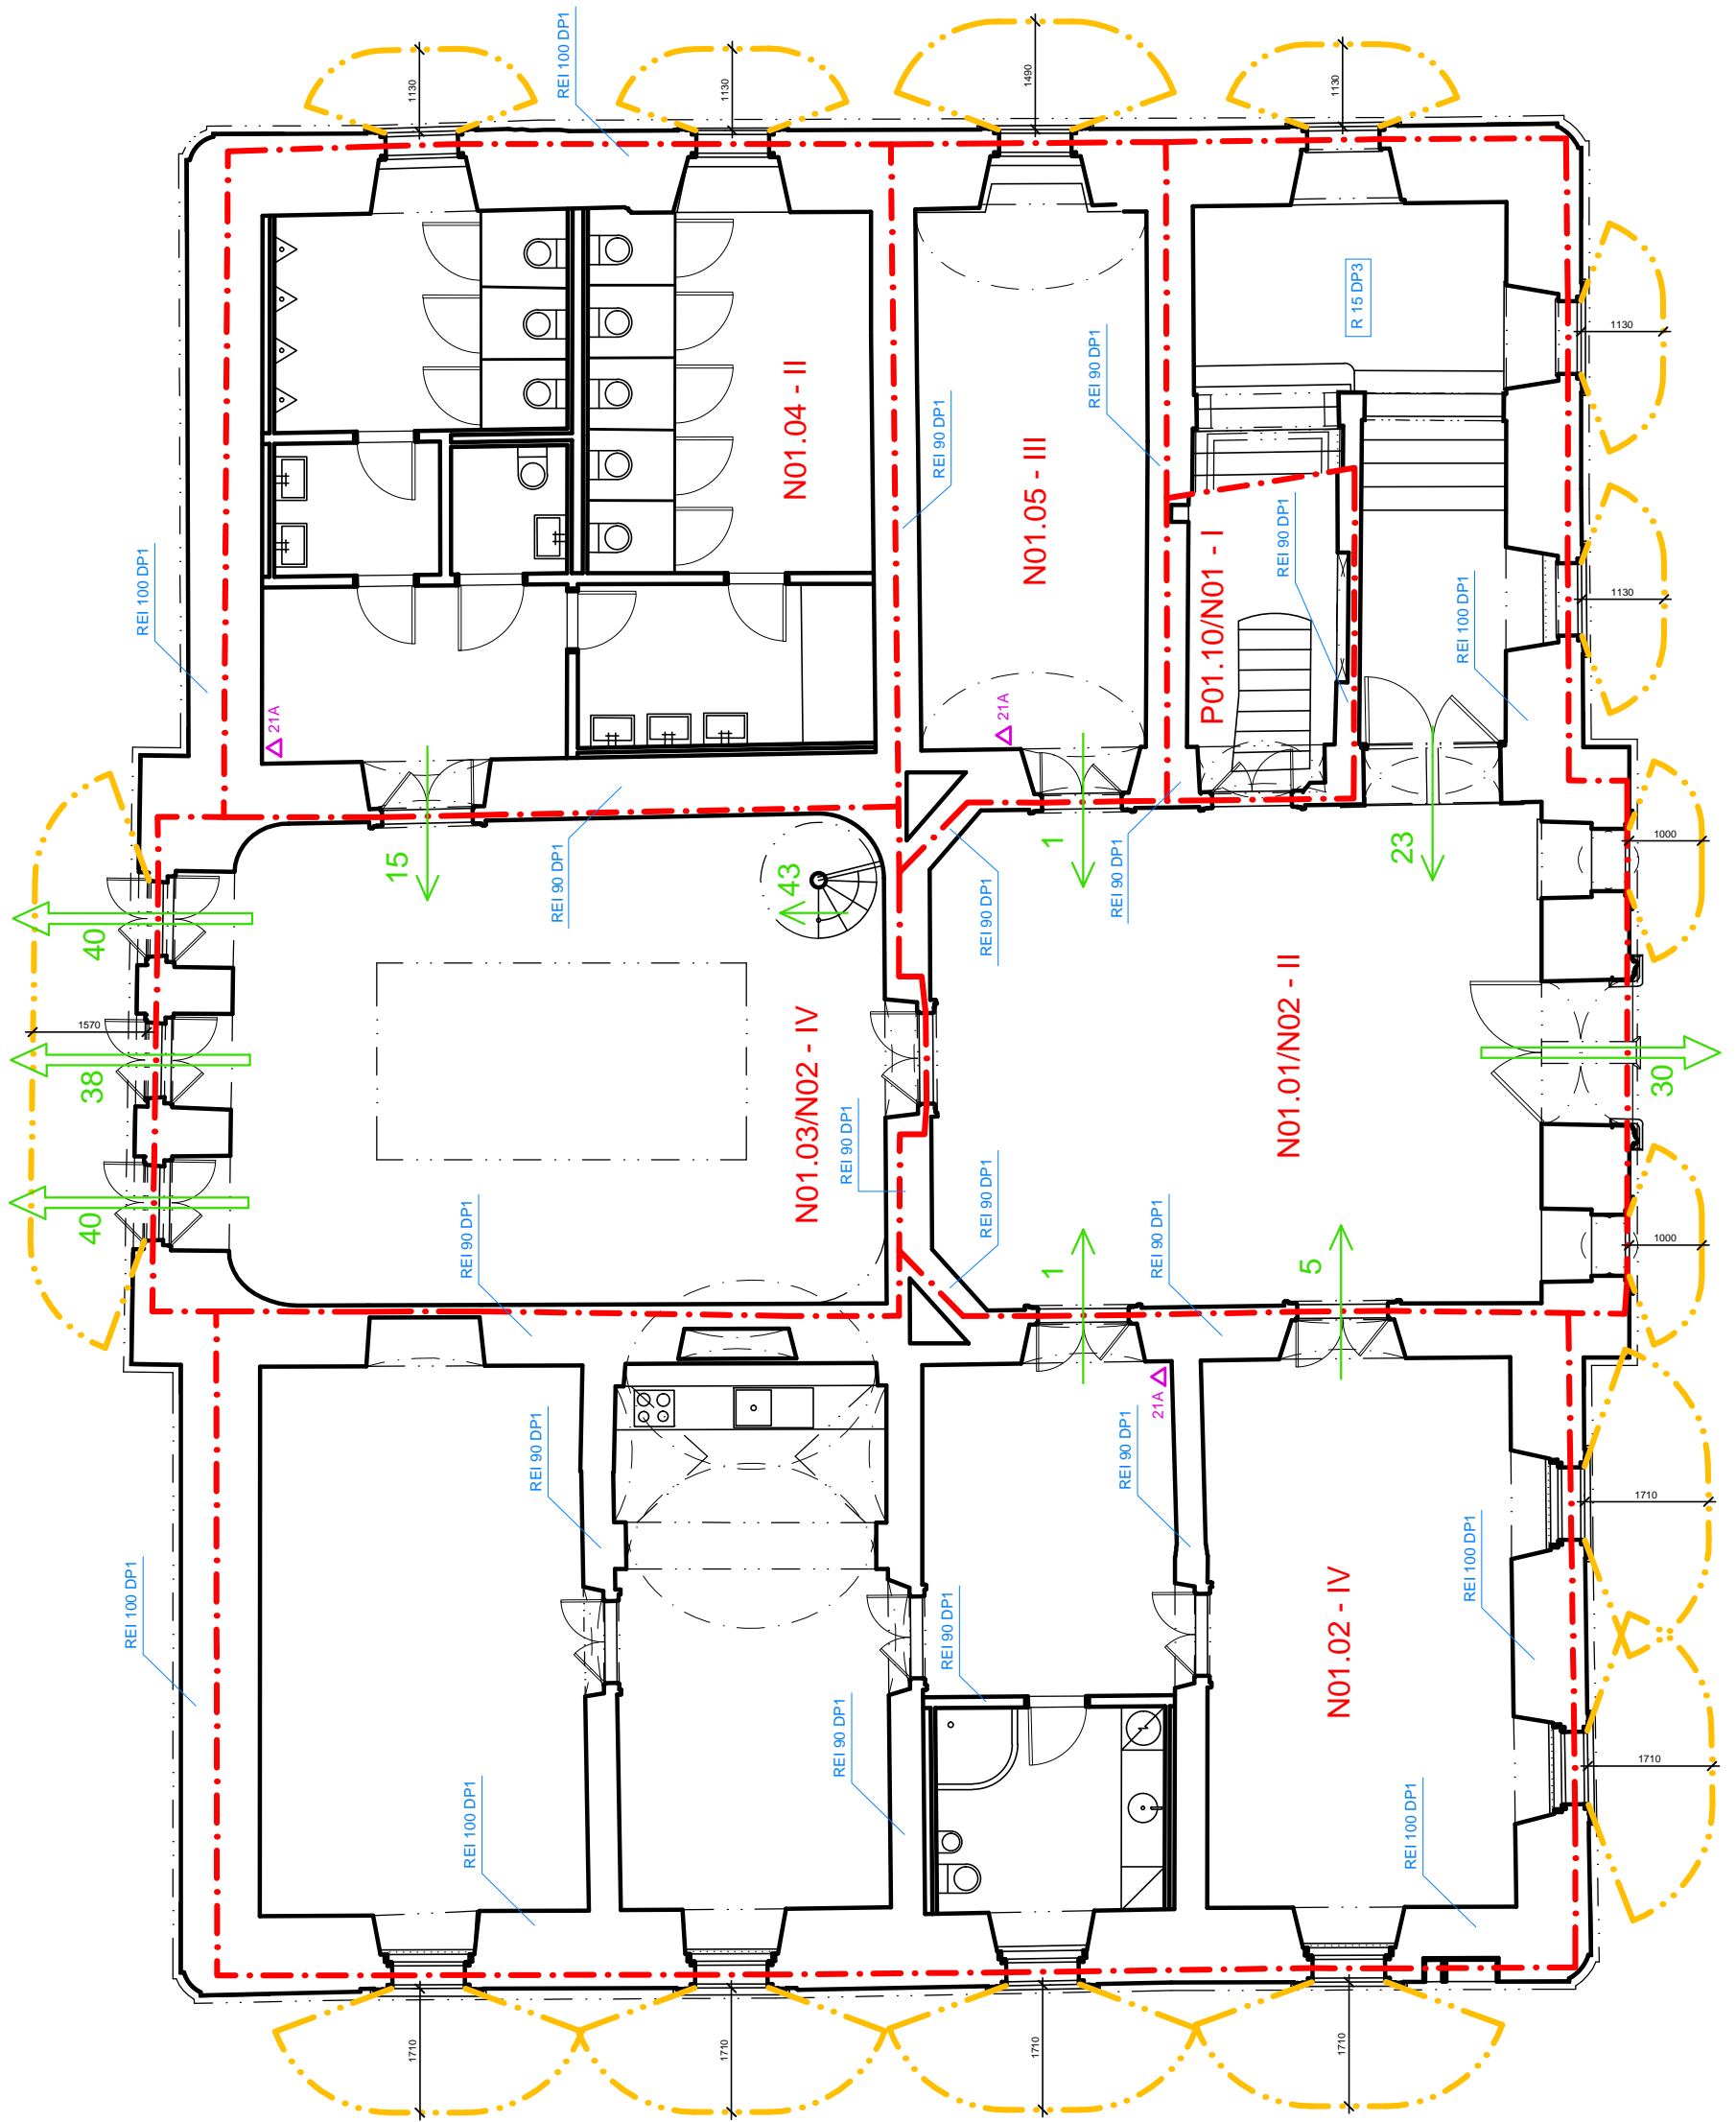 1130
REI 100 DP1
1130
1490
1130
R 15 DP3
1130
REI 90 DP1
REI 90 DP1
N01.04 - II
N01.05 - III
REI 90 DP1
P01.10/N01 - I
REI 100 DP1
REI 100 DP1
1130
21A
21A
15
43
1
23
1000
REI 90 DP1
REI 90 DP1
REI 90 DP1
40
1570
38
40
N01.03/N02 - IV
N01.01/N02 - II
30
REI 90 DP1
REI 90 DP1
REI 90 DP1
REI 90 DP1
1
5
1000
21A
REI 90 DP1
REI 90 DP1
1710
REI 100 DP1
REI 90 DP1
N01.02 - IV
REI 100 DP1
REI 90 DP1
1710
REI 100 DP1
REI 100 DP1
1710
1710
1710
1710